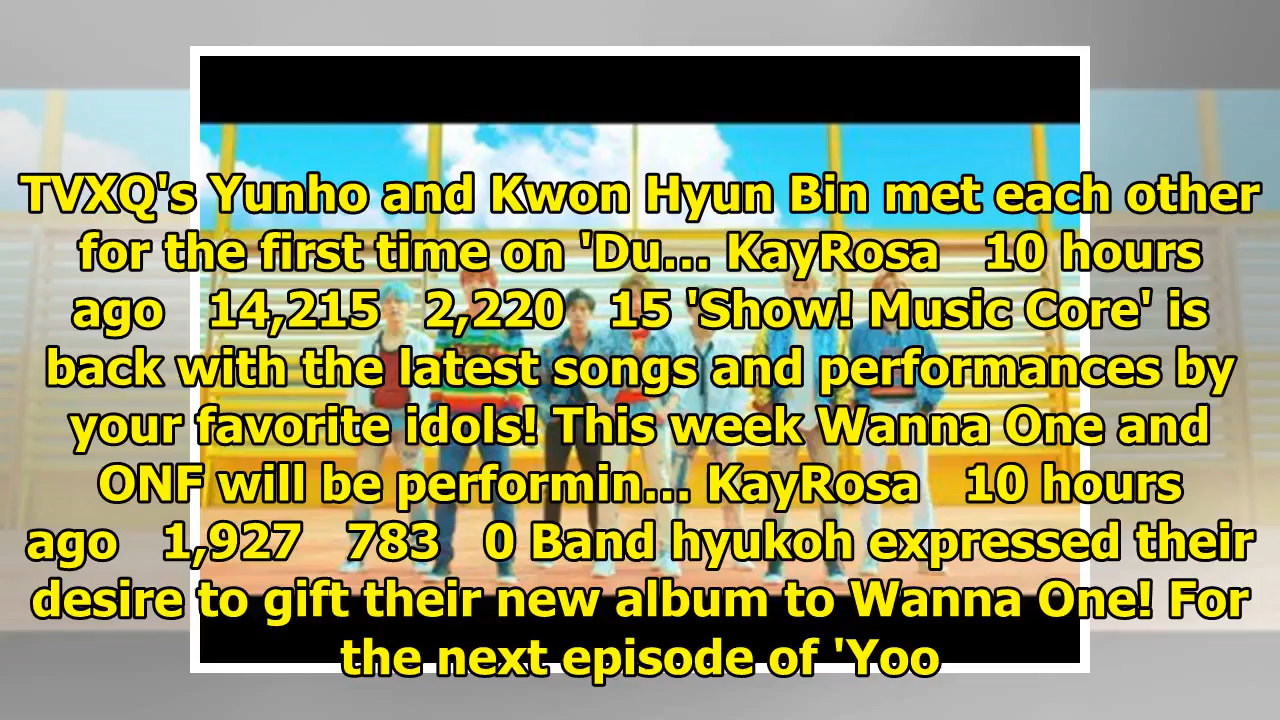 TVXQ's Yunho and Kwon Hyun Bin met each other
for the first time on 'Du... KayRosa 10 hours
ago 14,215 2,220 15 'Show! Music Core' is
back with the latest songs and performances by
your favorite idols! This week Wanna One and
ONF will be performin... KayRosa 10 hours
ago 1,927 783 0 Band hyukoh expressed their
desire to gift their new album to Wanna One! For
the next episode of 'Yoo